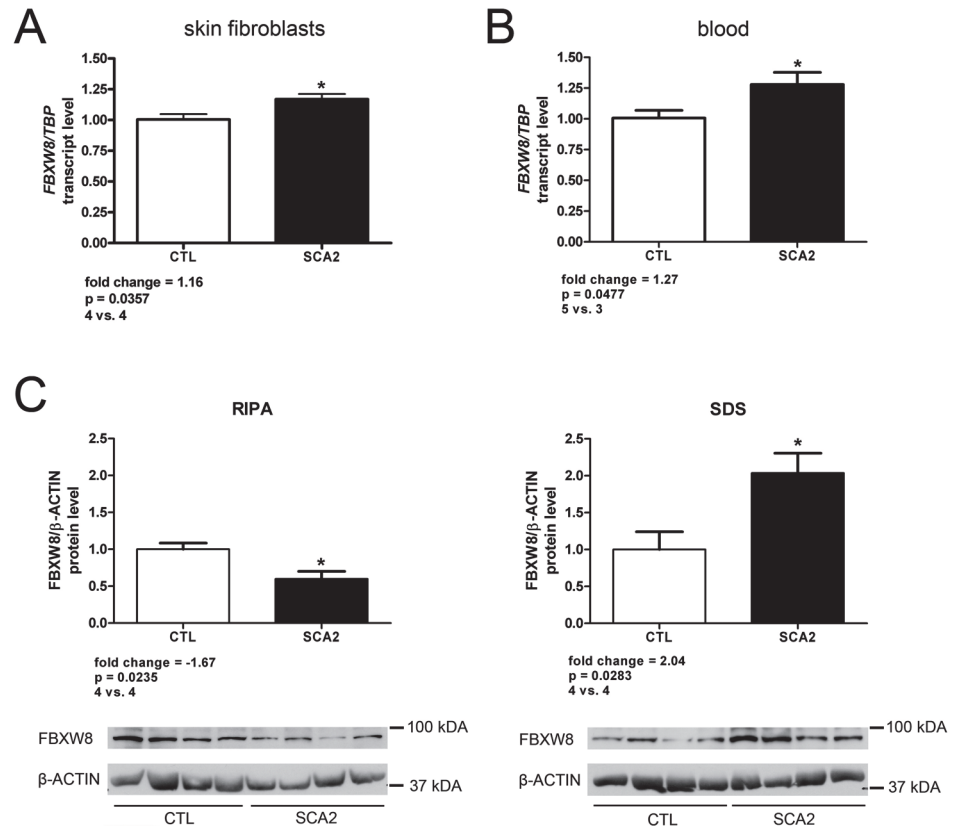 A
skin fibroblasts
FBXW8/TBP
transcript level
1.50
1.25
1.00
0.75
0.50
0.25
0.00
*
CTL
SCA2
fold change = 1.16
p = 0.0357
4 vs. 4
B
blood
FBXW8/TBP
transcript level
1.50
1.25
1.00
0.75
0.50
0.25
0.00
*
CTL
SCA2
fold change = 1.27
p = 0.0477
5 vs. 3
C
RIPA
FBXW8/β-ACTIN
protein level
2.5
2.0
1.5
1.0
0.5
0.0
*
CTL
SCA2
fold change = -1.67
p = 0.0235
4 vs. 4
FBXW8
100 kDA
β-ACTIN
37 kDA
CTL
SCA2
SDS
FBXW8/β-ACTIN
protein level
2.5
2.0
1.5
1.0
0.5
0.0
*
CTL
SCA2
fold change = 2.04
p = 0.0283
4 vs. 4
FBXW8
100 kDA
β-ACTIN
37 kDA
CTL
SCA2